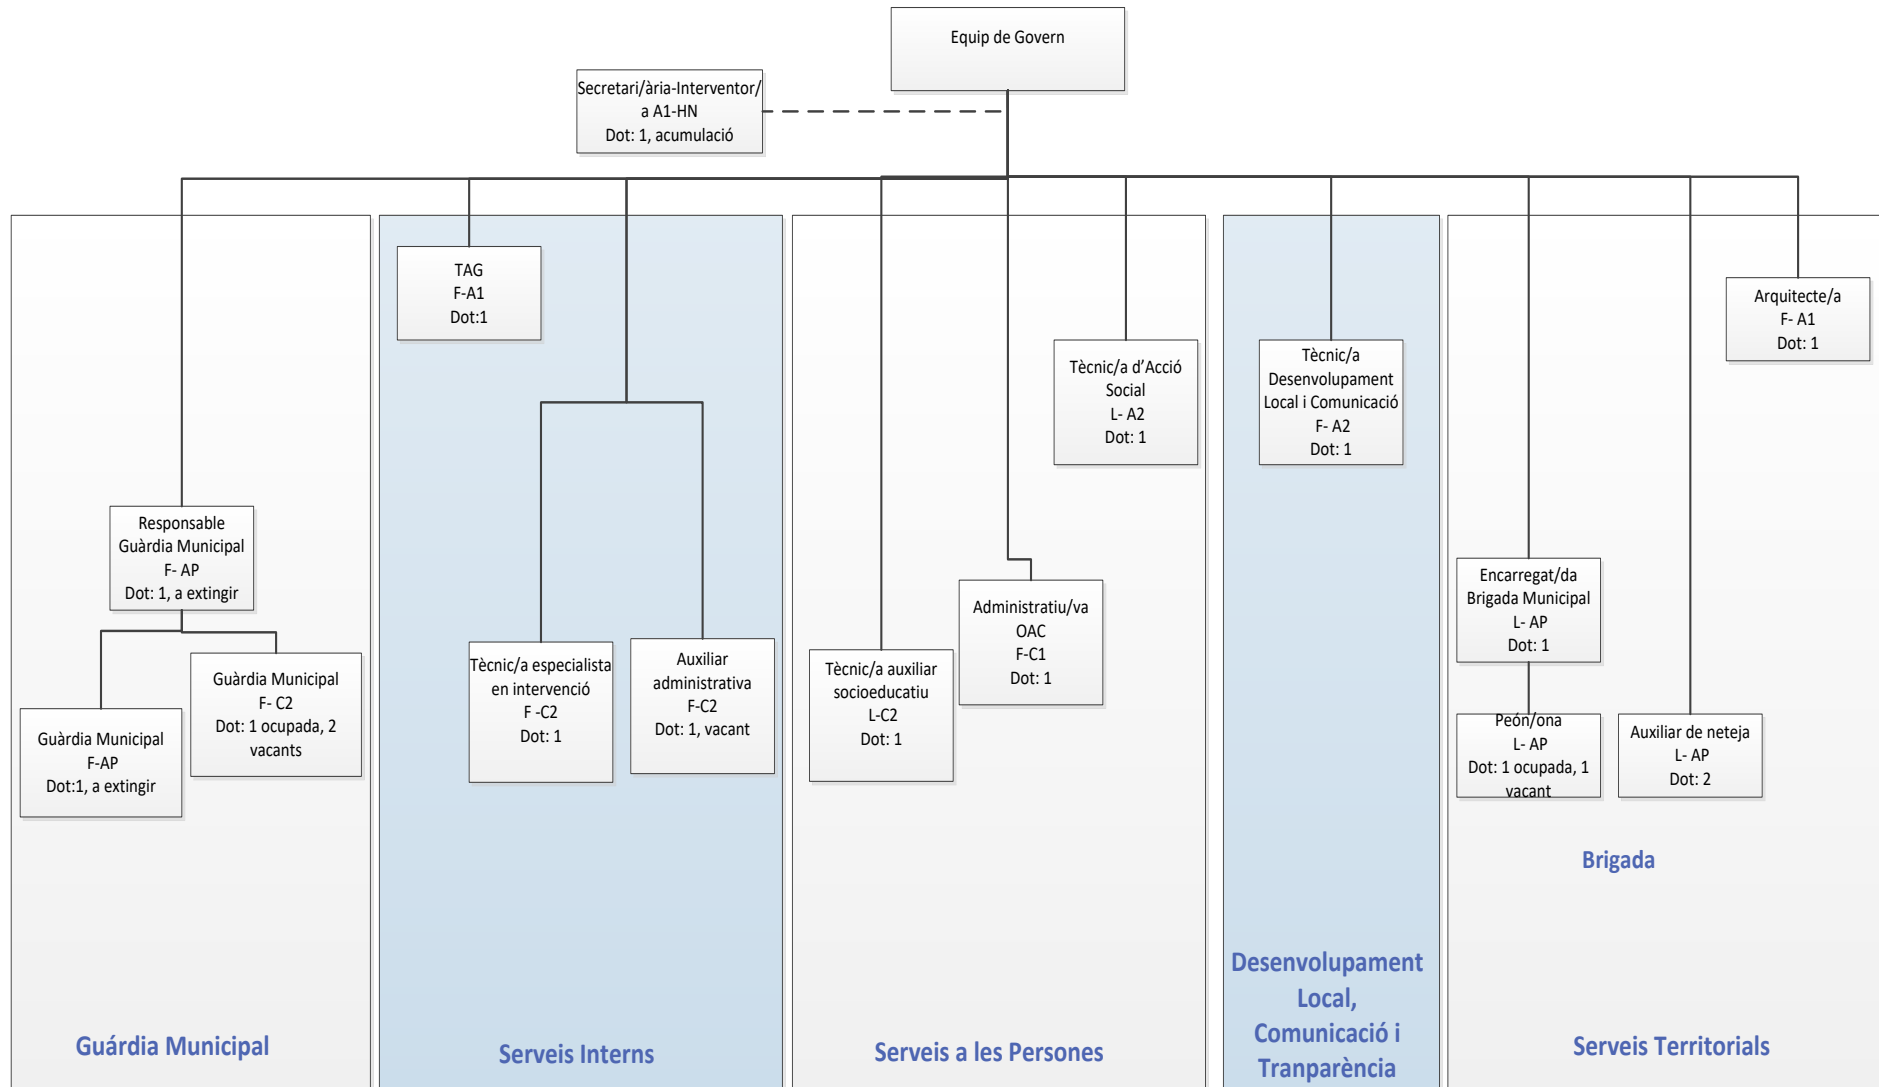 Equip de Govern
Secretari/ària-Interventor/
a A1-HN
Dot: 1, acumulació
TAG
F-A1
Dot:1
Arquitecte/a
F- A1
Dot: 1
Tècnic/a d’Acció
Social
L- A2
Dot: 1
Tècnic/a
Desenvolupament
Local i Comunicació
F- A2
Dot: 1
Responsable
Guàrdia Municipal
F- AP
Dot: 1, a extingir
Guàrdia Municipal
F-AP
Dot:1, a extingir
Guàrdia Municipal
F- C2
Dot: 1 ocupada, 2
vacants
Tècnic/a especialista
en intervenció
F -C2
Dot: 1
Auxiliar
administrativa
F-C2
Dot: 1, vacant
Tècnic/a auxiliar
socioeducatiu
L-C2
Dot: 1
Administratiu/va
OAC
F-C1
Dot: 1
Encarregat/da
Brigada Municipal
L- AP
Dot: 1
Peón/ona
L- AP
Dot: 1 ocupada, 1
vacant
Auxiliar de neteja
L- AP
Dot: 2
Brigada
Guárdia Municipal
Serveis Interns
Serveis a les Persones
Desenvolupament
Local,
Comunicació i
Tranparència
Serveis Territorials